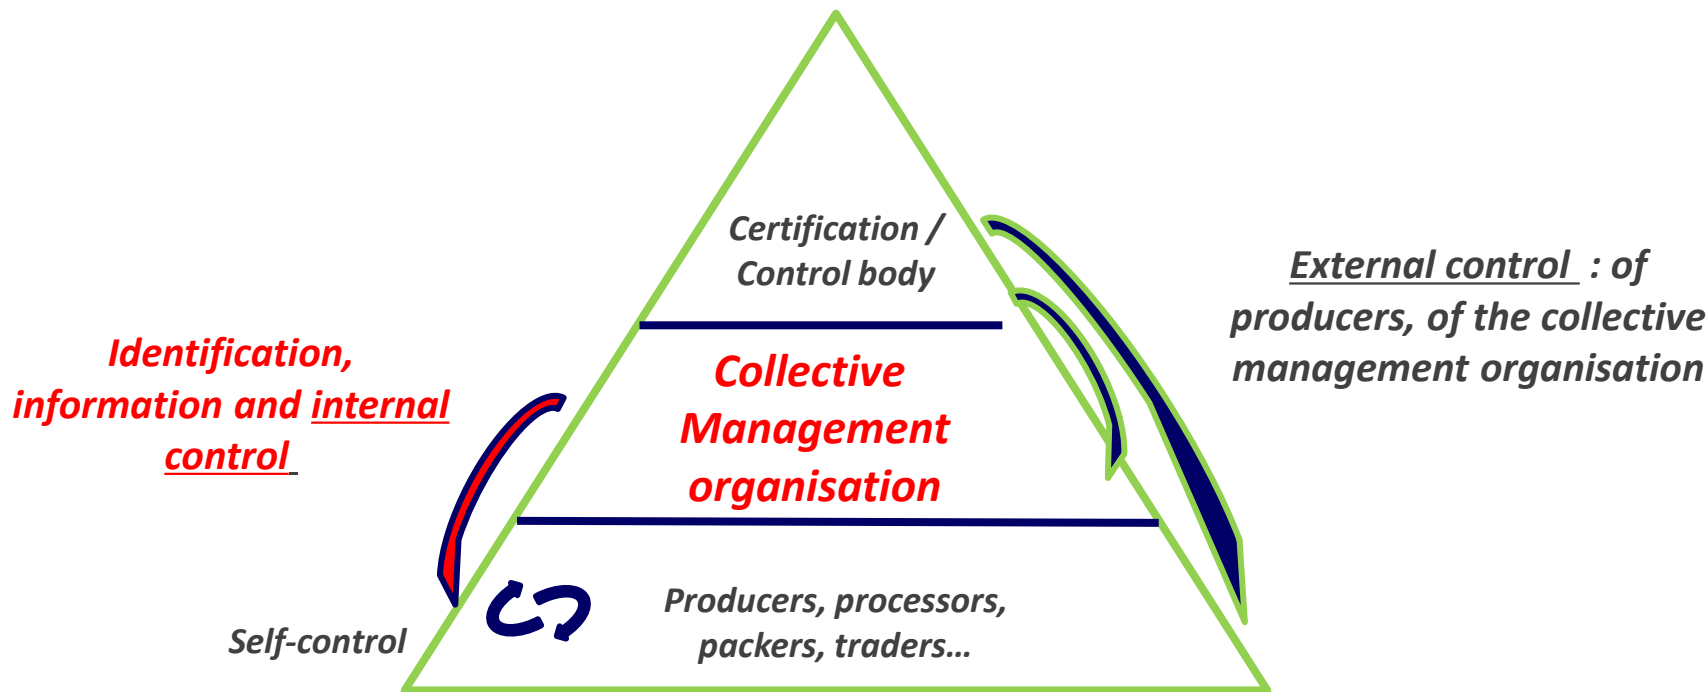 Certification /
Control body
External control  : of
producers, of the collective
management organisation
Identification,
information and internal
control
Collective
Management
organisation
Self-control
Producers, processors,
packers, traders…